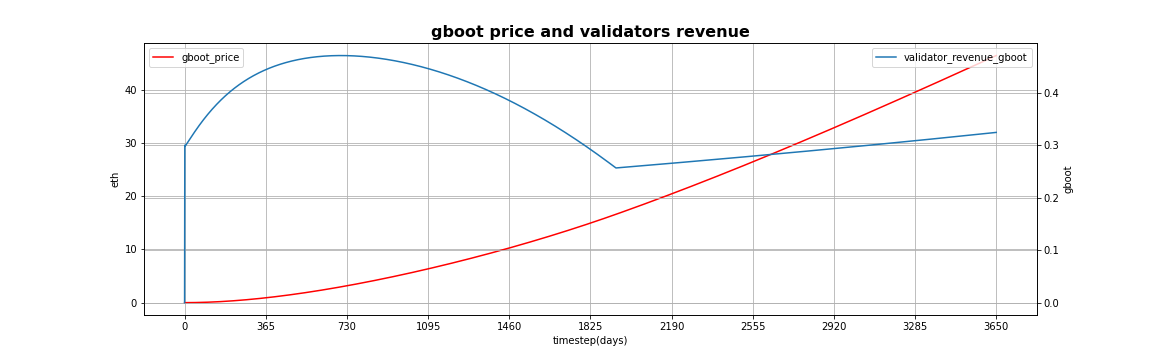 gboot price and validators revenue
gboot_price
validator_revenue_gboot
40
30
20
10
0
eth
0.4
0.3
0.2
0.1
0.0
gboot
0 365 730 1095 1460 1825 2190 2555 2920 3285 3650
timestep(days)